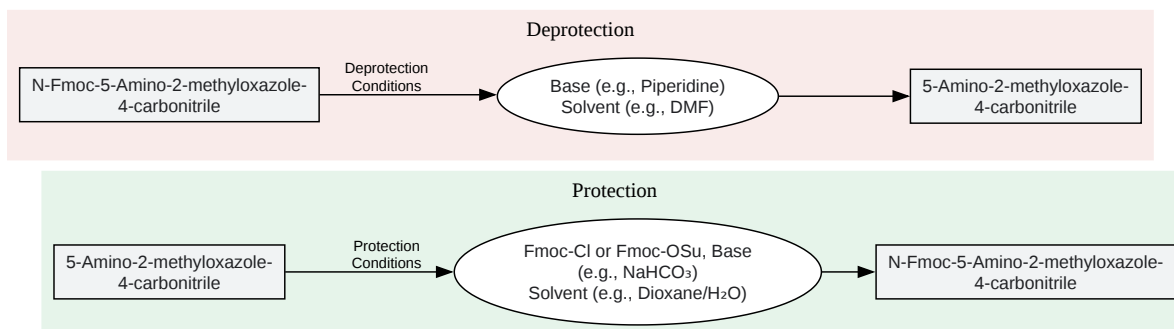 Deprotection
N-Fmoc-5-Amino-2-methyloxazole-
4-carbonitrile
Deprotection
Conditions
Base (e.g., Piperidine)
Solvent (e.g., DMF)
5-Amino-2-methyloxazole-
4-carbonitrile
Protection
5-Amino-2-methyloxazole-
4-carbonitrile
Protection
Conditions
Fmoc-Cl or Fmoc-OSu, Base
(e.g., NaHCO₃)
Solvent (e.g., Dioxane/H₂O)
N-Fmoc-5-Amino-2-methyloxazole-
4-carbonitrile